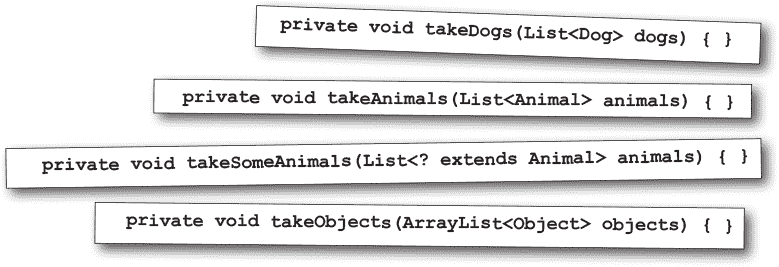 private void takeDogs(List<Dog> dogs) { }
private void takeAnimals(List<Animal> animals) { }
private void takeSomeAnimals(List<? extends Animal> animals) { }
private void takeObjects(ArrayList<Object> objects) { }